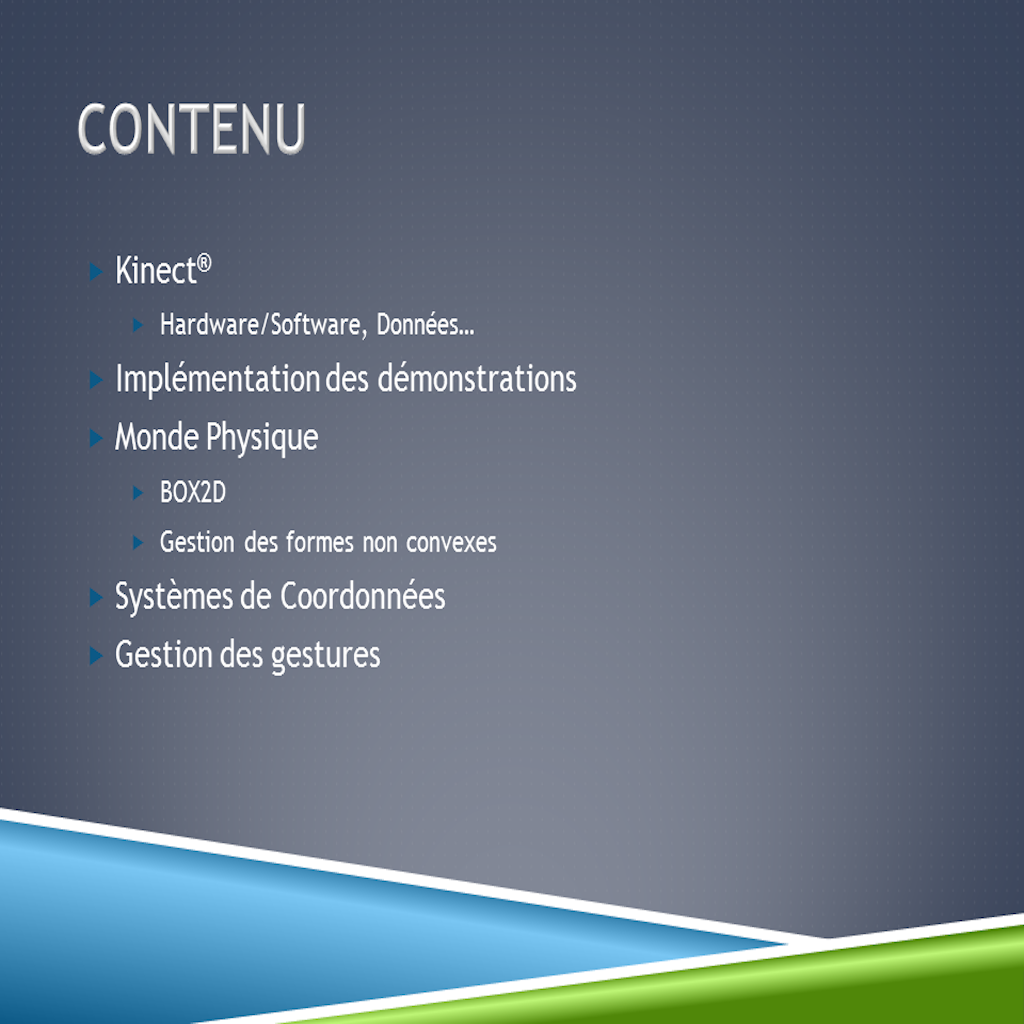 CONTENU
Kinect®
Hardware/Software, Données…
Implémentation des démonstrations
Monde Physique
BOX2D
Gestion des formes non convexes
Systèmes de Coordonnées
Gestion des gestures